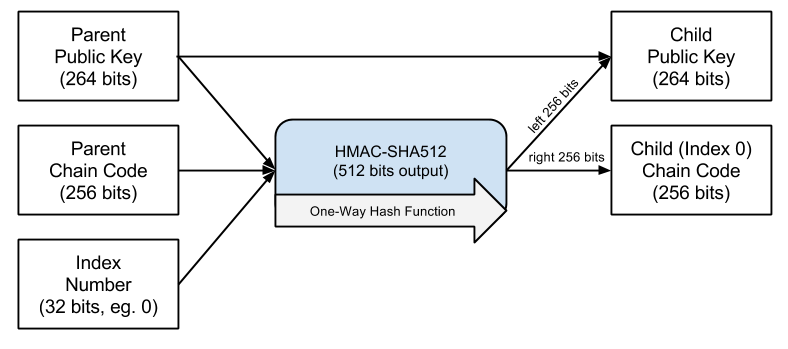 Parent
Public Key
(264 bits)
Parent
Chain Code
(256 bits)
Index
Number
(32 bits, eg. 0)
HMAC-SHA512
(512 bits output)
One-Way Hash Function
left 256 bits
right 256 bits
Child
Public Key
(264 bits)
Child (Index 0)
Chain Code
(256 bits)